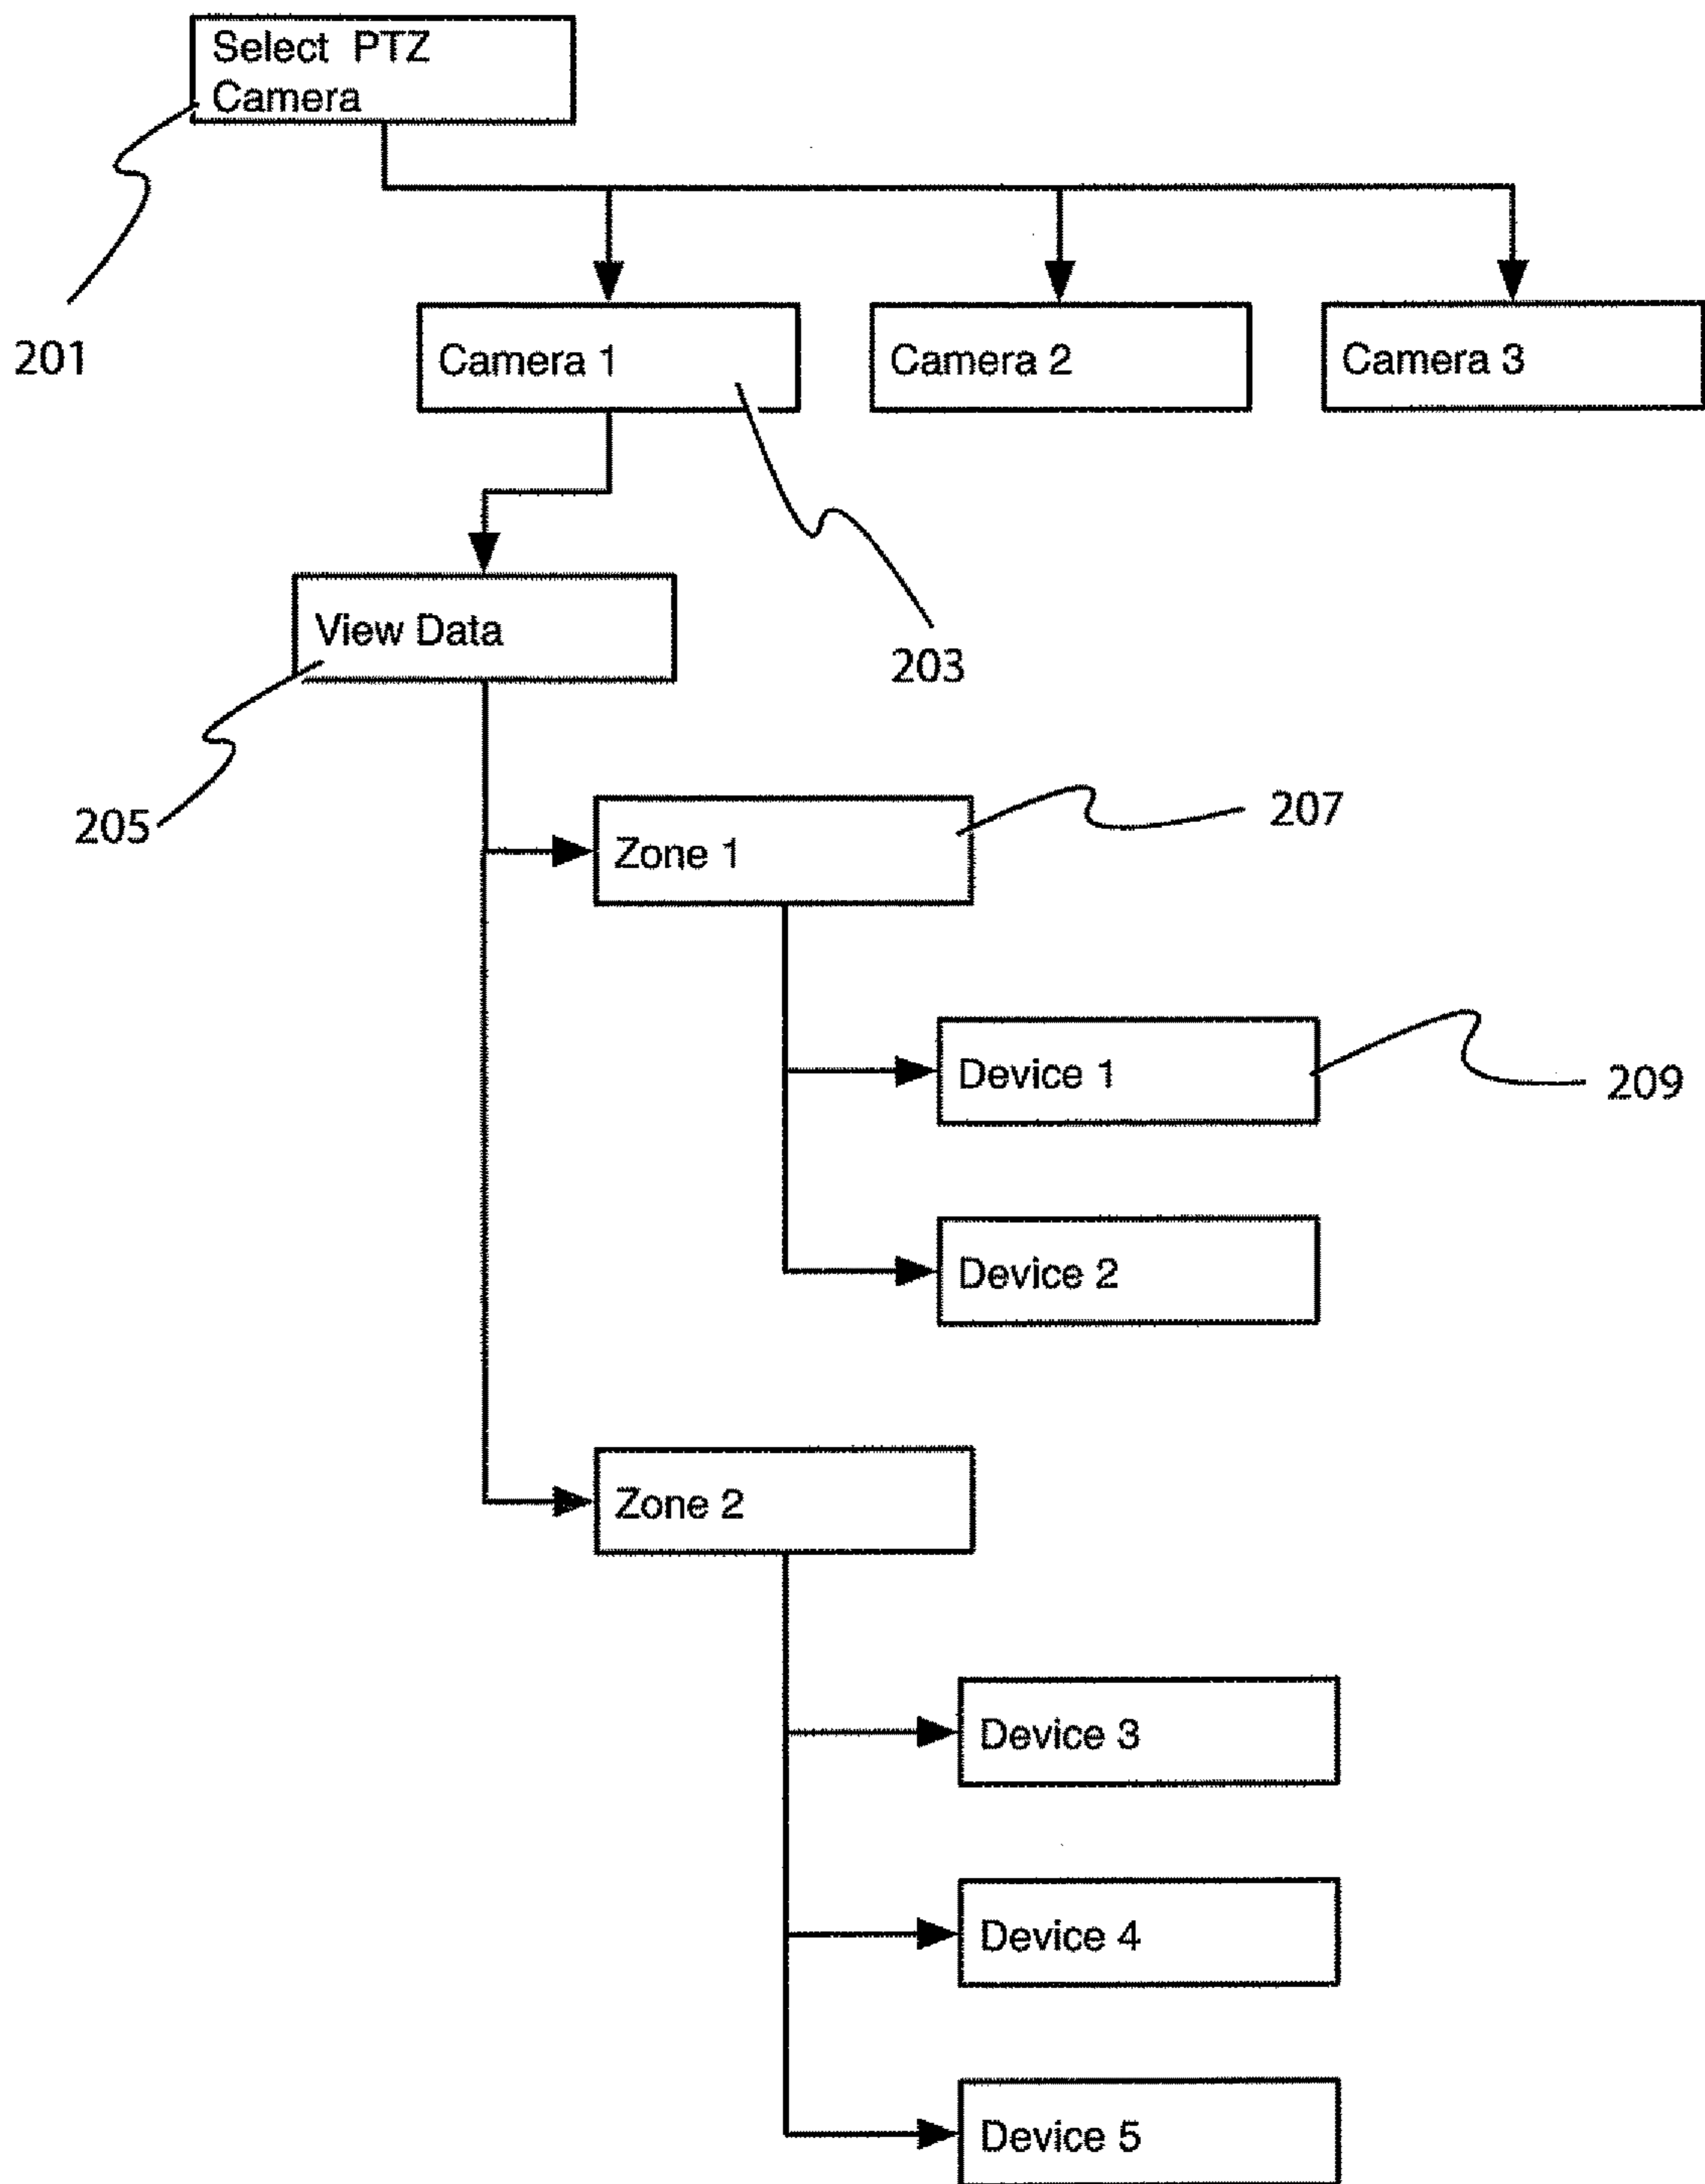 Select PTZ
Camera
201
Camera 1
Camera 2
Camera 3
203
View Data
205
Zone 1
207
Device 1
209
Device 2
Zone 2
Device 3
Device 4
Device 5